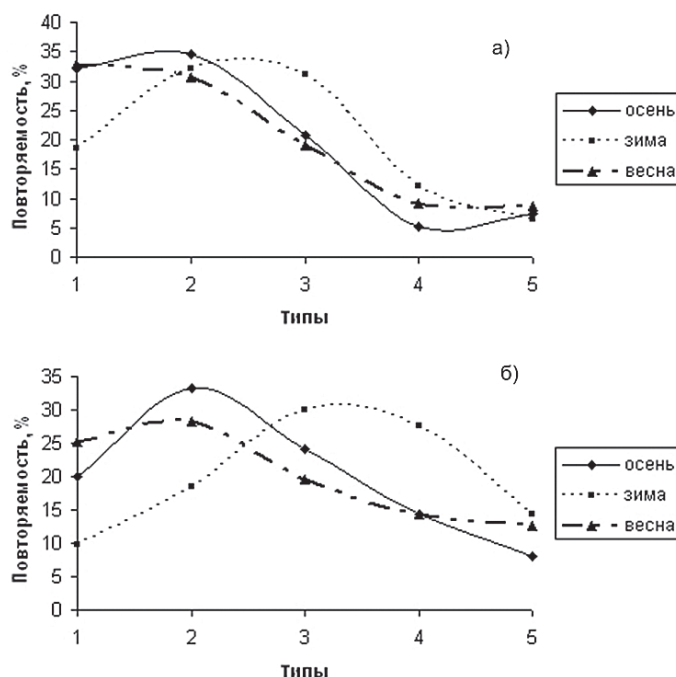 а)
Повторяемость, %
40
35
30
25
20
15
10
5
0
1 2 3 4 5
Типы
осень
зима
весна
б)
Повторяемость, %
35
30
25
20
15
10
5
0
1 2 3 4 5
Типы
осень
зима
весна